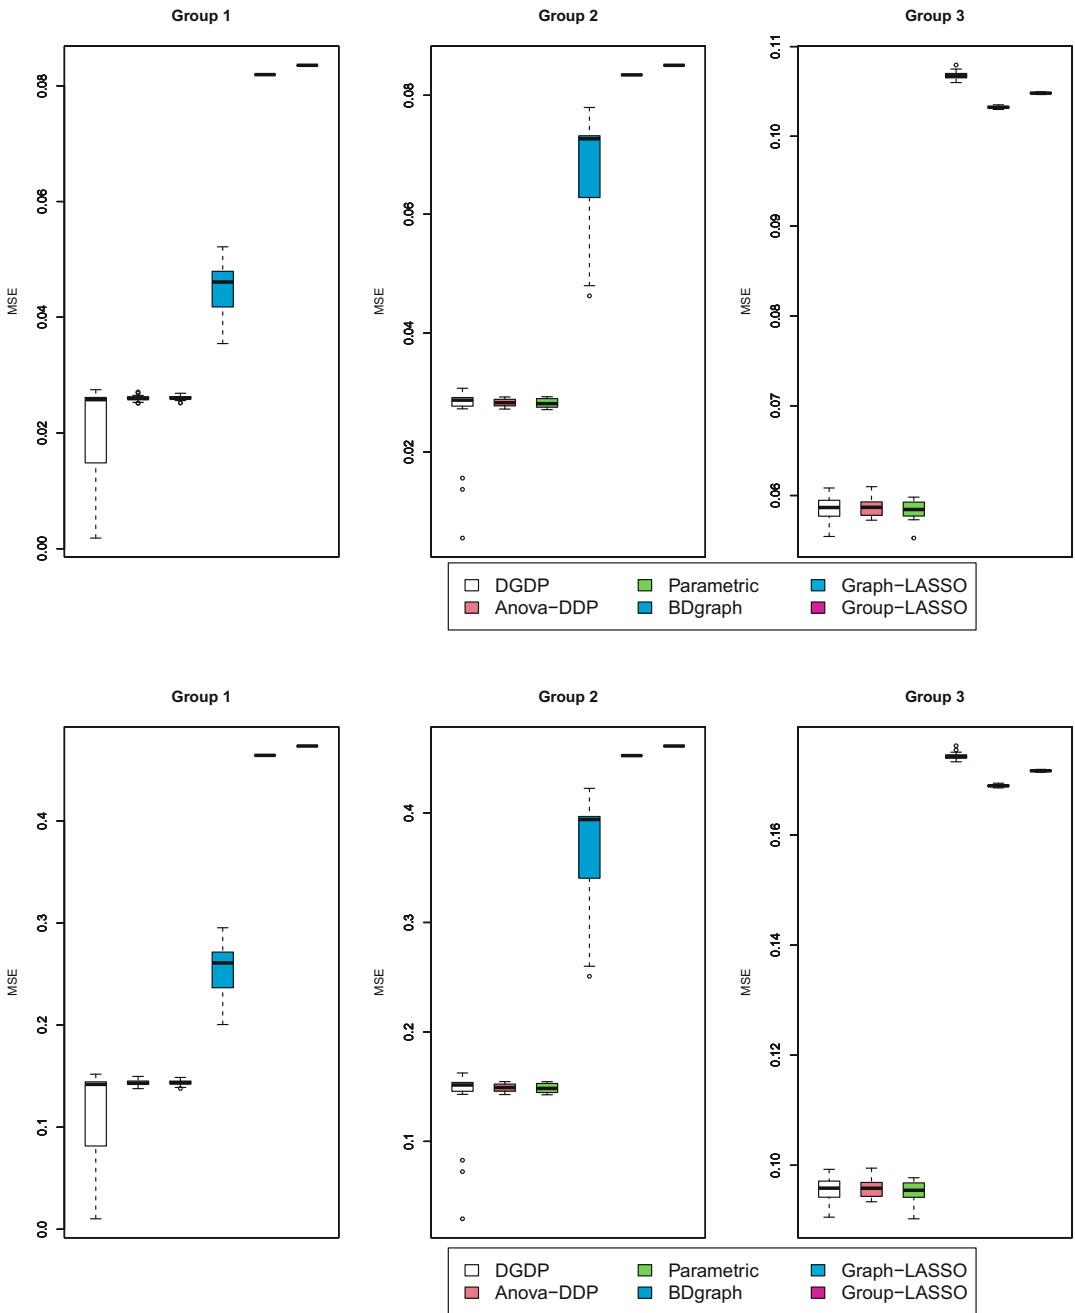 Group 1
Group 2
Group 3
MSE
0.00
0.02
0.04
0.06
0.08
MSE
0.02
0.04
0.06
0.08
MSE
0.06
0.07
0.08
0.09
0.10
0.11
DGDP
Parametric
Graph−LASSO
Anova−DDP
BDgraph
Group−LASSO
Group 1
Group 2
Group 3
MSE
0.0
0.1
0.2
0.3
0.4
MSE
0.1
0.2
0.3
0.4
MSE
0.10
0.12
0.14
0.16
DGDP
Parametric
Graph−LASSO
Anova−DDP
BDgraph
Group−LASSO